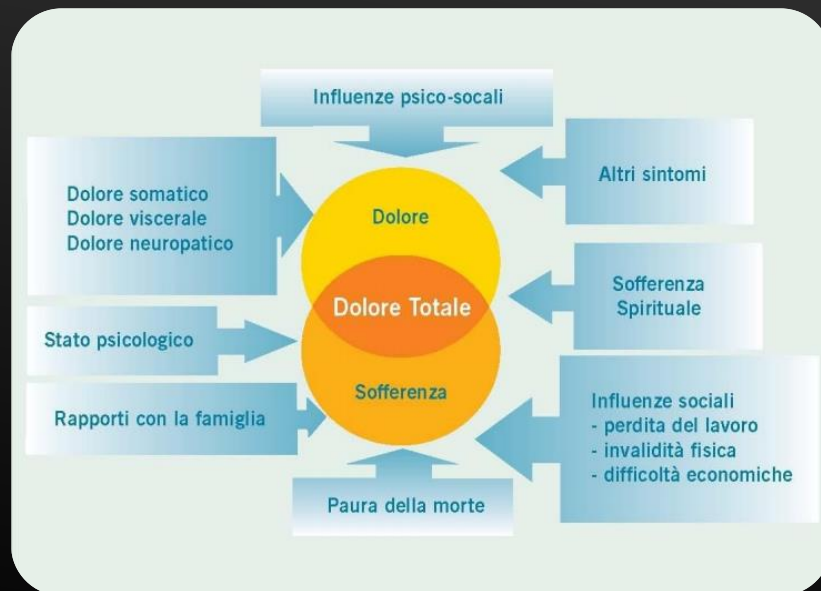 Influenze psico-socali
Dolore somatico
Dolore viscerale
Dolore neuropatico
Altri sintomi
Dolore
Dolore Totale
Sofferenza
Spirituale
Stato psicologico
Sofferenza
Rapporti con la famiglia
Influenze sociali
- perdita del lavoro
- invalidità fisica
- difficoltà economiche
Paura della morte